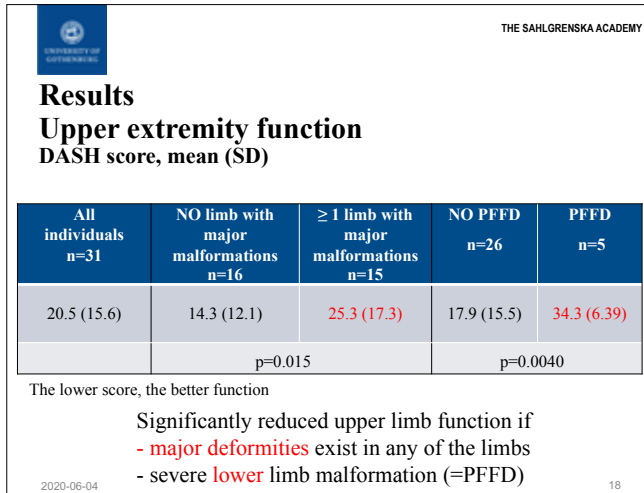 UNIVERSITY OF
GOTHENBURG
THE SAHLGRENSKA ACADEMY
Results
Upper extremity function
DASH score, mean (SD)
All
individuals
n=31
NO limb with
major
malformations
n=16
≥ 1 limb with
major
malformations
n=15
NO PFFD
n=26
PFFD
n=5
20.5 (15.6)
14.3 (12.1)
25.3 (17.3)
17.9 (15.5)
34.3 (6.39)
p=0.015
p=0.0040
The lower score, the better function
Significantly reduced upper limb function if
- major deformities exist in any of the limbs
- severe lower limb malformation (=PFFD)
2020-06-04
18